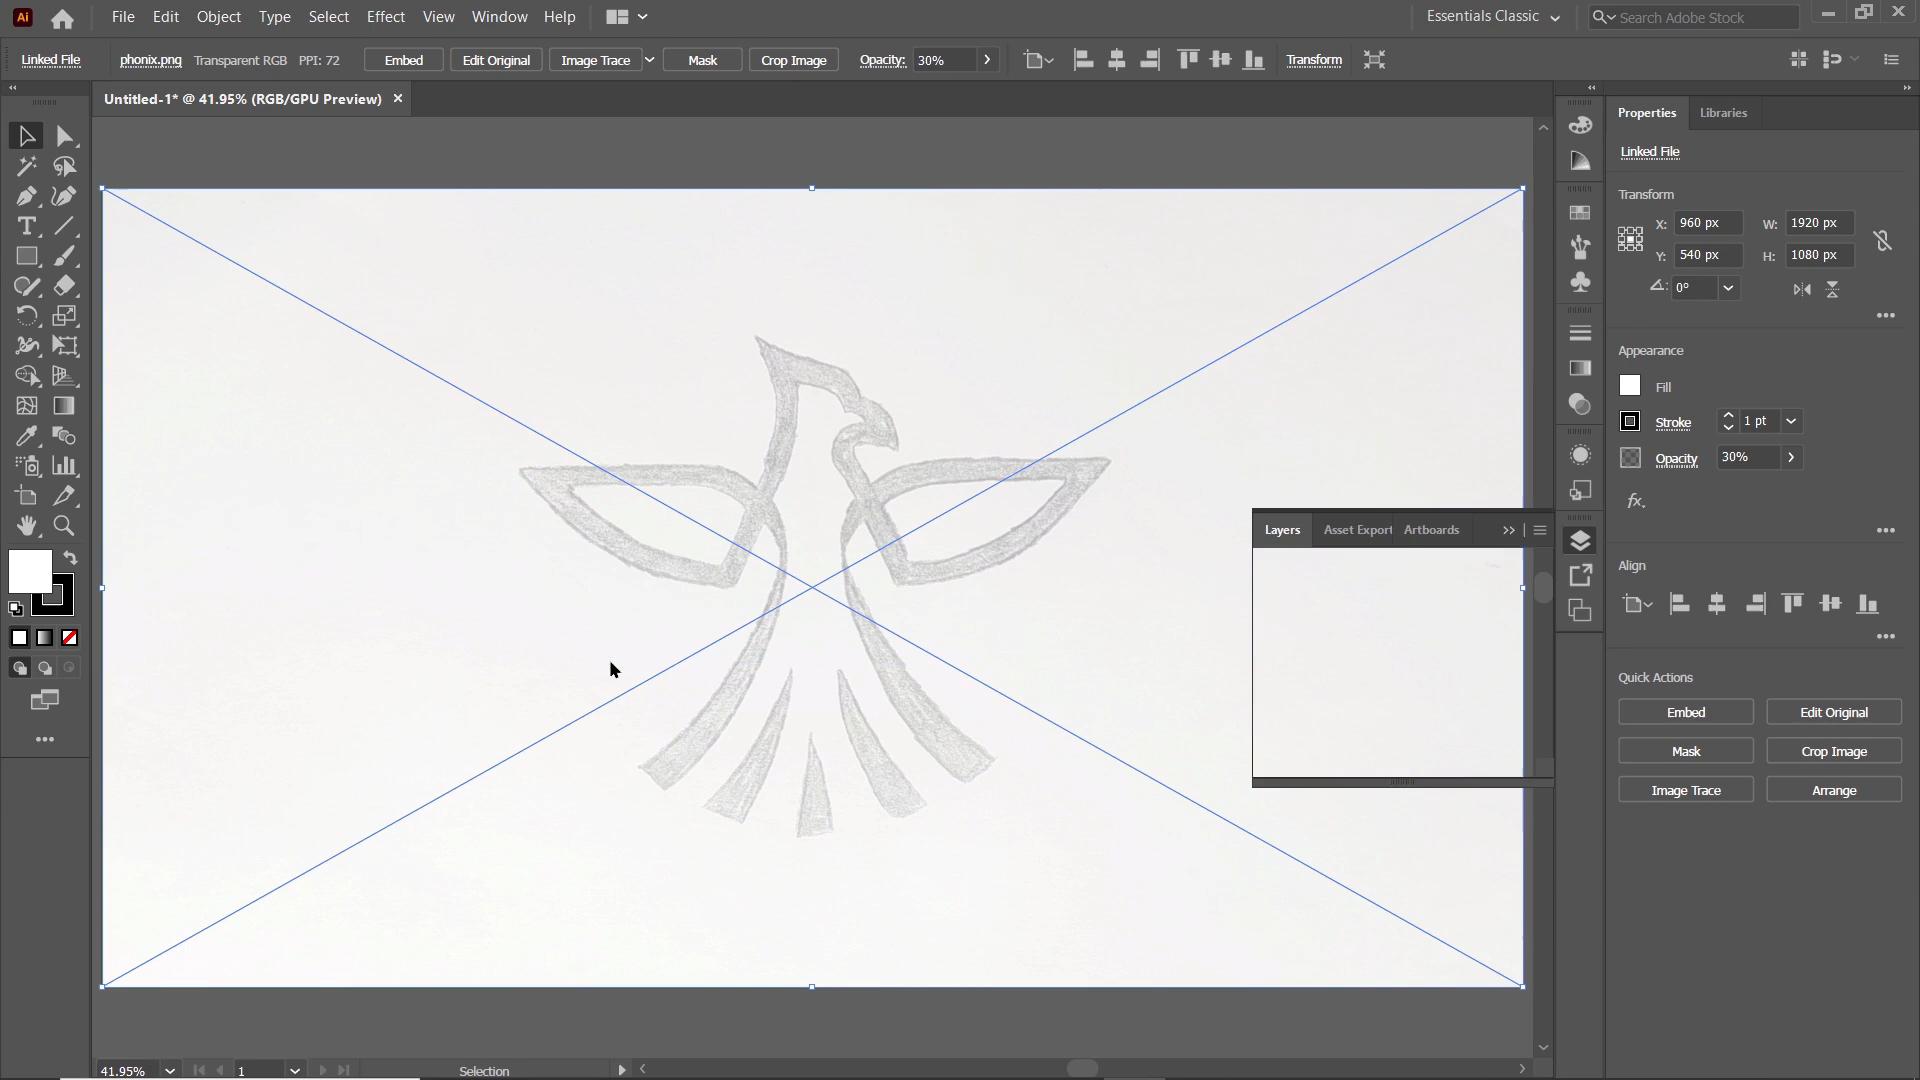 Ai File Edit Object Type Select Effect View Window Help Essentials Classic Search Adobe Stock
Linked File phonix.png Transparent RGB PPI: 72 Embed Edit Original Image Trace Mask Crop Image Opacity: 30% Transform
Untitled-1* @ 41.95% (RGB/GPU Preview)
Properties Libraries
Linked File
Transform
X: 960 px W: 1920 px
Y: 540 px H: 1080 px
0°
Appearance
Fill
Stroke 1 pt
Opacity 30%
fx.
Layers Asset Export Artboards
Align
Quick Actions
Embed Edit Original
Mask Crop Image
Image Trace Arrange
41.95% 1 Selection